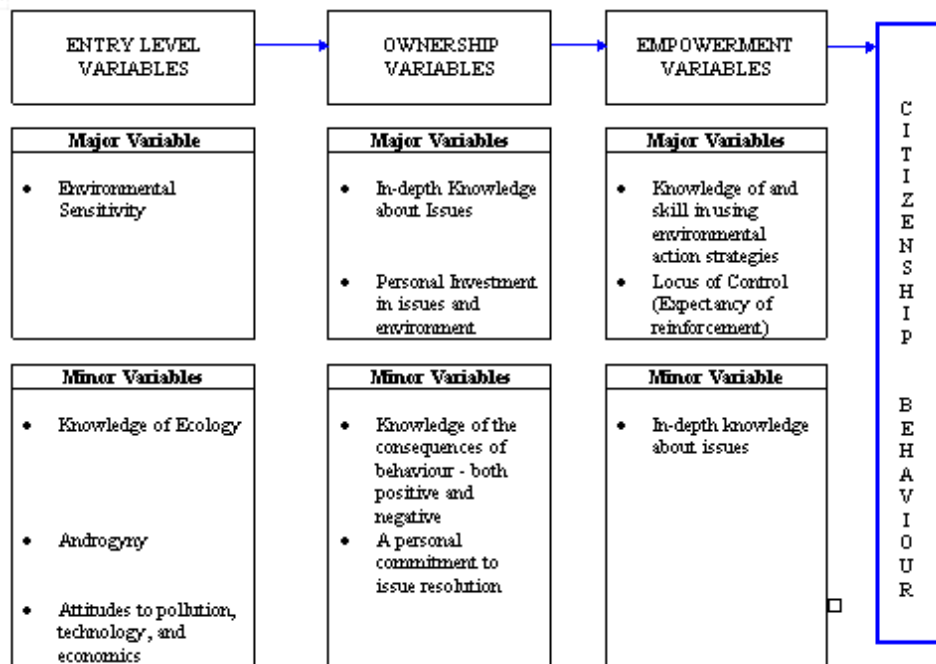 ENTRY LEVEL
VARIABLES
OWNERSHIP
VARIABLES
EMPOWERMENT
VARIABLES
Major Variable
• Environmental
Sensitivity
Major Variables
• In-depth Knowledge
about Issues
• Personal Investment
in issues and
environment
Major Variables
• Knowledge of and
skill in using
environmental
action strategies
• Locus of Control
(Expectancy of
reinforcement)
Minor Variables
• Knowledge of Ecology
• Androgyny
• Attitudes to pollution,
technology, and
economics
Minor Variables
• Knowledge of the
consequences of
behaviour - both
positive and
negative
• A personal
commitment to
issue resolution
Minor Variable
• In-depth knowledge
about issues
CITIZENSHIP BEHAVIOUR